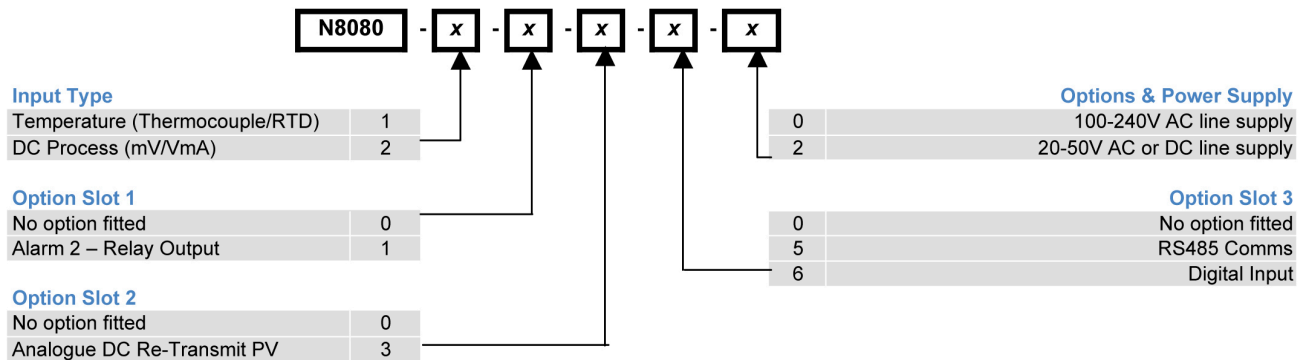 N8080 - x - x - x - x - x
Input Type
Temperature (Thermocouple/RTD) 1
DC Process (mV/VmA) 2
Option Slot 1
No option fitted 0
Alarm 2 – Relay Output 1
Option Slot 2
No option fitted 0
Analogue DC Re-Transmit PV 3
Options & Power Supply
0 100-240V AC line supply
2 20-50V AC or DC line supply
Option Slot 3
0 No option fitted
5 RS485 Comms
6 Digital Input